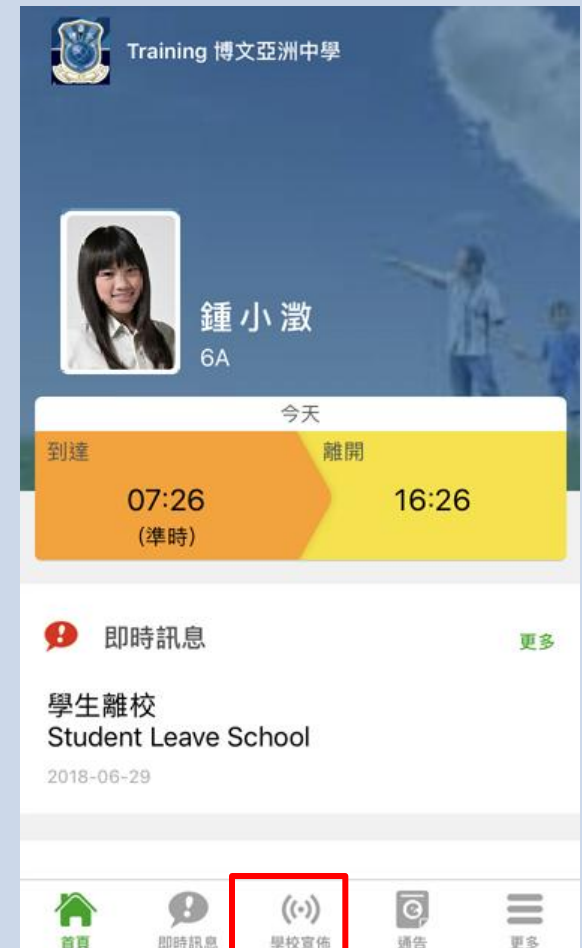 Training 博文亞洲中學
鍾小澂
6A
今天
到達
離開
07:26
16:26
(準時)
即時訊息
更多
學生離校
Student Leave School
2018-06-29
首頁
即時訊息
學校宣佈
通告
更多